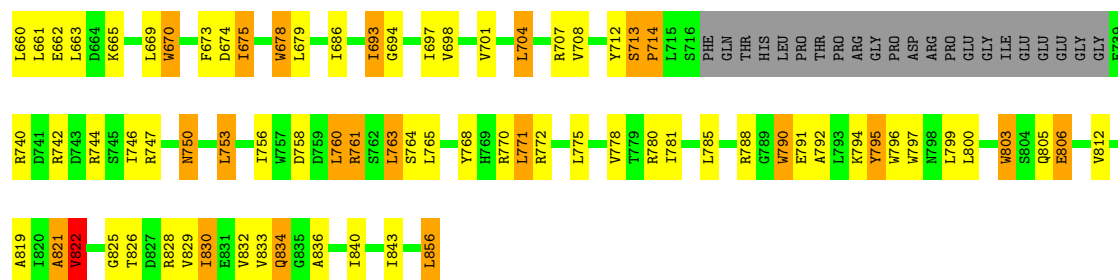 L660 L661 E662 L663 D664 K665 L669 W670 F673 D674 I675 W678 L679 I686 I693 G694 I697 V698 V701 L704 R707 V708 Y712 S713 P714 L715 S716 PHE GLN THR HIS LEU PRO THR PRO ARG GLY PRO ASP ARG PRO GLU GLY ILE GLU GLU GLU GLY GLY F739
R740 D741 R742 D743 R744 S745 I746 R747 N750 L753 I756 W757 D758 D759 L760 R761 S762 L763 S764 L765 Y768 H769 R770 L771 R772 L775 V778 T779 R780 I781 L785 R788 G789 W790 E791 A792 L793 K794 Y795 W796 W797 N798 L799 L800 W803 S804 Q805 E806 V812
A819 I820 A821 V822 G825 T826 D827 R828 V829 I830 E831 V832 V833 Q834 G835 A836 I840 I843 L856